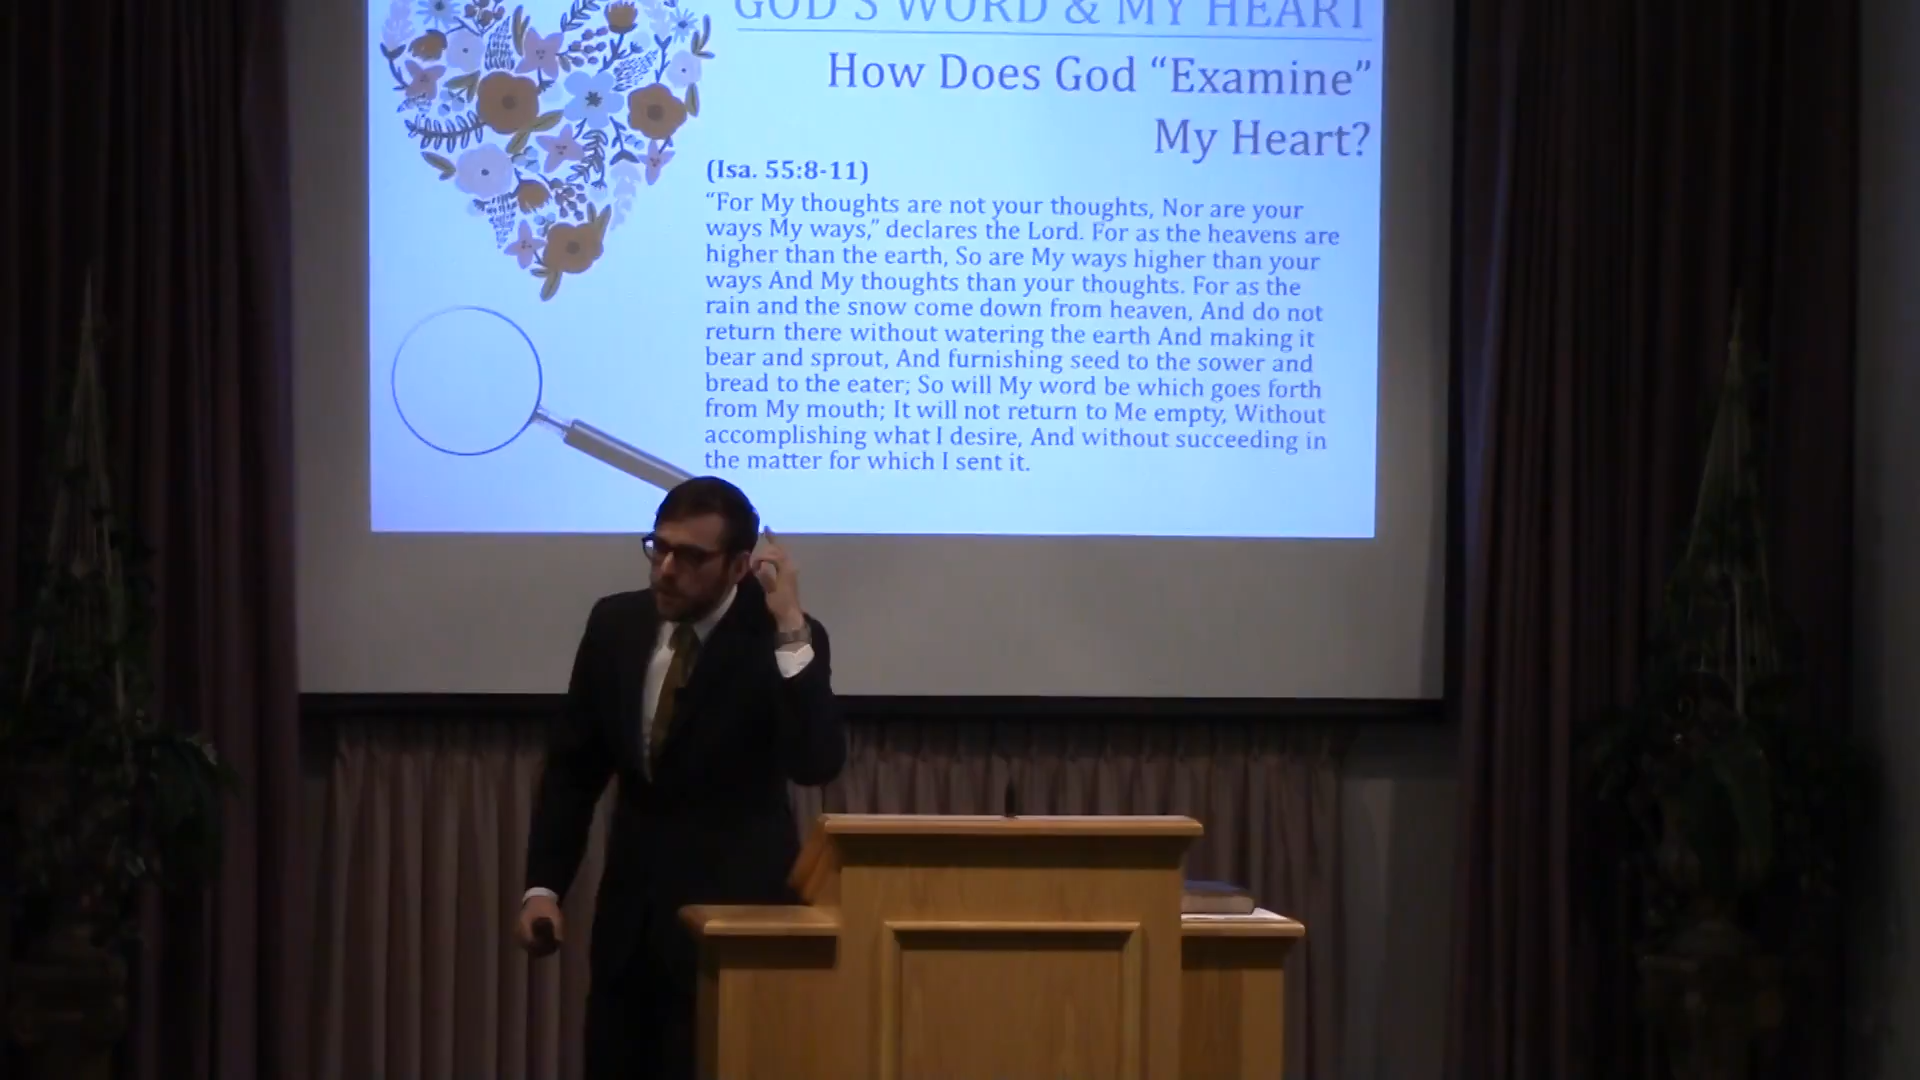 GOD'S WORD & MY HEART
How Does God “Examine”
My Heart?
(Isa. 55:8-11)
“For My thoughts are not your thoughts, Nor are your
ways My ways,” declares the Lord. For as the heavens are
higher than the earth, So are My ways higher than your
ways And My thoughts than your thoughts. For as the
rain and the snow come down from heaven, And do not
return there without watering the earth And making it
bear and sprout, And furnishing seed to the sower and
bread to the eater; So will My word be which goes forth
from My mouth; It will not return to Me empty, Without
accomplishing what I desire, And without succeeding in
the matter for which I sent it.